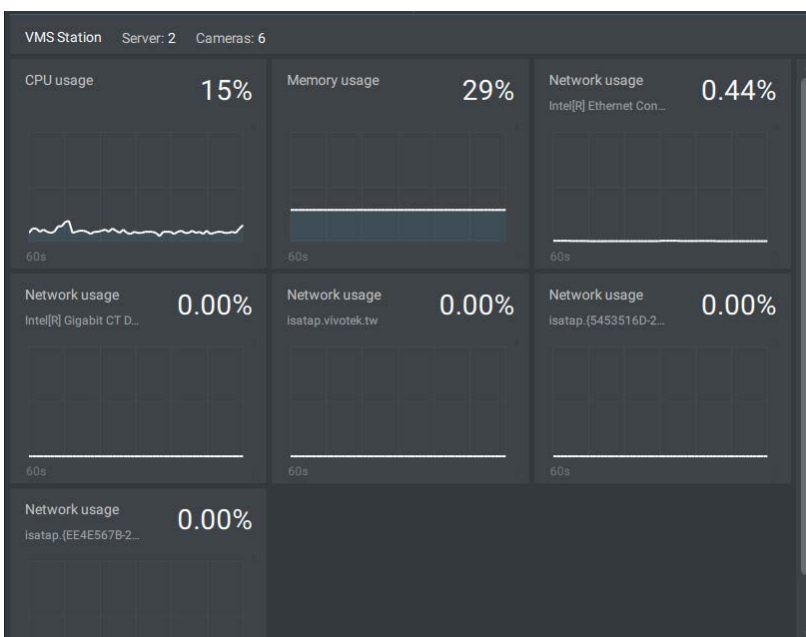 VMS Station Server: 2 Cameras: 6
CPU usage 15%
60s
Memory usage 29%
60s
Network usage 0.44%
Intel[R] Ethernet Con...
60s
Network usage 0.00%
Intel[R] Gigabit CT D...
60s
Network usage 0.00%
isatap.vivotek.tw
60s
Network usage 0.00%
isatap.{5453516D-2...
60s
Network usage 0.00%
isatap.{EE4E567B-2...